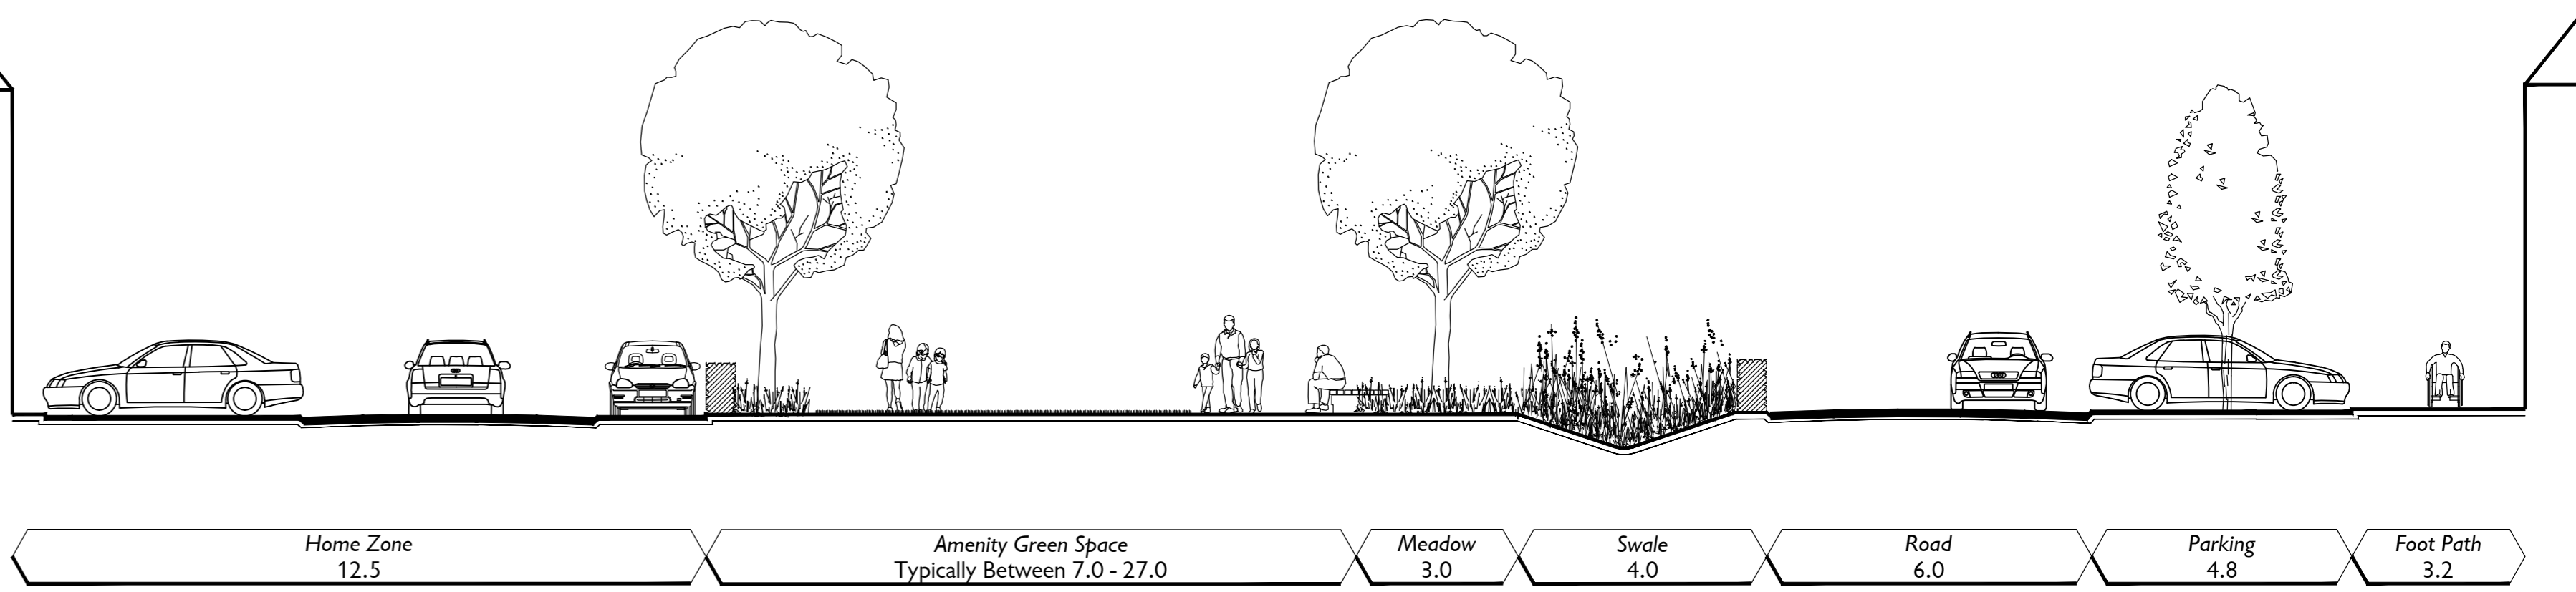 Home Zone
12.5
Amenity Green Space
Typically Between 7.0 - 27.0
Meadow
3.0
Swale
4.0
Road
6.0
Parking
4.8
Foot Path
3.2